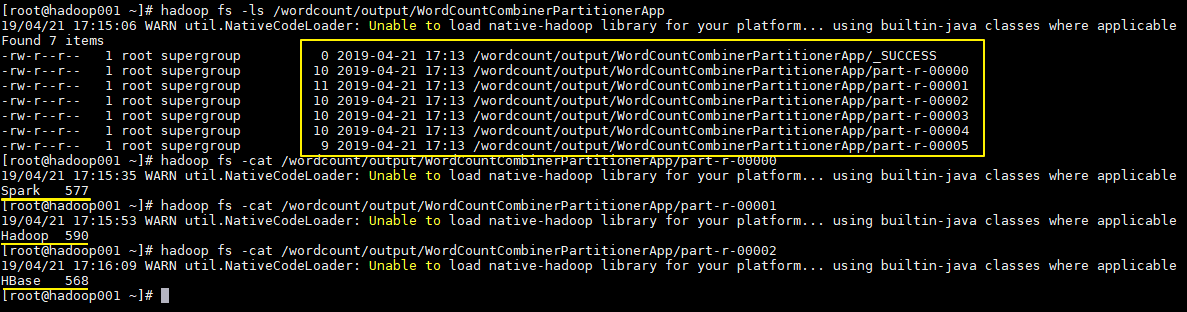 [root@hadoop001 ~]# hadoop fs -ls /wordcount/output/WordCountCombinerPartitionerApp
19/04/21 17:15:06 WARN util.NativeCodeLoader: Unable to load native-hadoop library for your platform... using builtin-java classes where applicable
Found 7 items
-rw-r--r--   1 root supergroup          0 2019-04-21 17:13 /wordcount/output/WordCountCombinerPartitionerApp/_SUCCESS
-rw-r--r--   1 root supergroup         10 2019-04-21 17:13 /wordcount/output/WordCountCombinerPartitionerApp/part-r-00000
-rw-r--r--   1 root supergroup         11 2019-04-21 17:13 /wordcount/output/WordCountCombinerPartitionerApp/part-r-00001
-rw-r--r--   1 root supergroup         10 2019-04-21 17:13 /wordcount/output/WordCountCombinerPartitionerApp/part-r-00002
-rw-r--r--   1 root supergroup         10 2019-04-21 17:13 /wordcount/output/WordCountCombinerPartitionerApp/part-r-00003
-rw-r--r--   1 root supergroup         10 2019-04-21 17:13 /wordcount/output/WordCountCombinerPartitionerApp/part-r-00004
-rw-r--r--   1 root supergroup          9 2019-04-21 17:13 /wordcount/output/WordCountCombinerPartitionerApp/part-r-00005
[root@hadoop001 ~]# hadoop fs -cat /wordcount/output/WordCountCombinerPartitionerApp/part-r-00000
19/04/21 17:15:35 WARN util.NativeCodeLoader: Unable to load native-hadoop library for your platform... using builtin-java classes where applicable
Spark   577
[root@hadoop001 ~]# hadoop fs -cat /wordcount/output/WordCountCombinerPartitionerApp/part-r-00001
19/04/21 17:15:53 WARN util.NativeCodeLoader: Unable to load native-hadoop library for your platform... using builtin-java classes where applicable
Hadoop  590
[root@hadoop001 ~]# hadoop fs -cat /wordcount/output/WordCountCombinerPartitionerApp/part-r-00002
19/04/21 17:16:09 WARN util.NativeCodeLoader: Unable to load native-hadoop library for your platform... using builtin-java classes where applicable
HBase   568
[root@hadoop001 ~]#